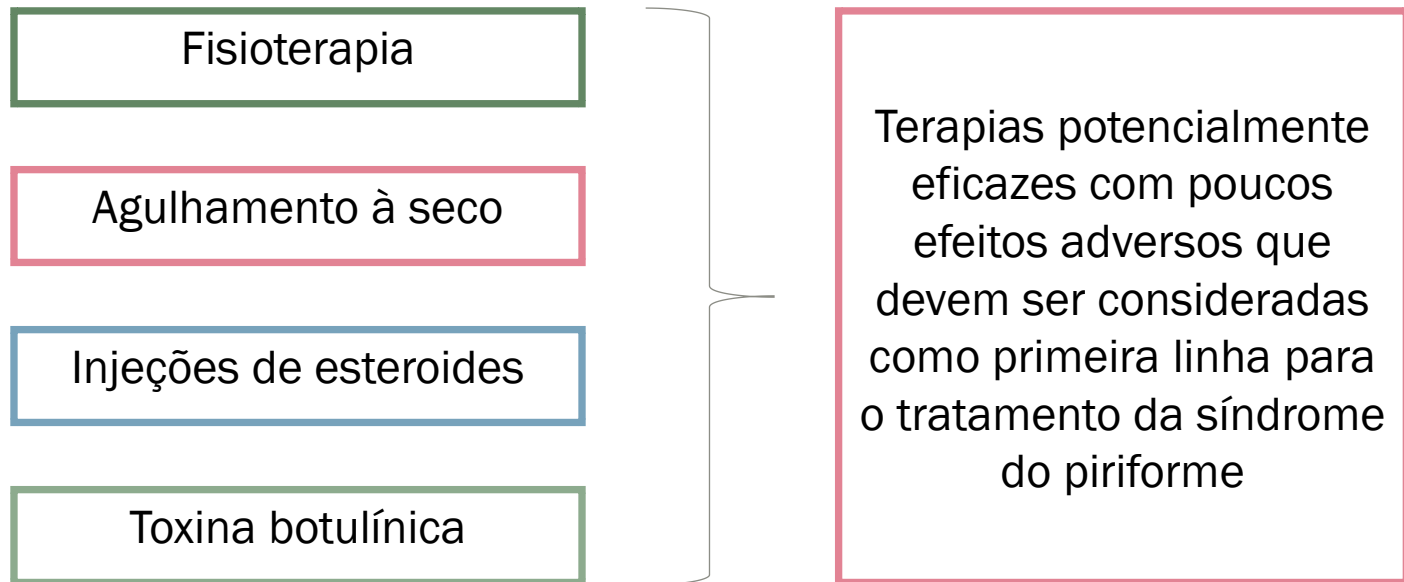 Fisioterapia
Agulhamento à seco
Injeções de esteroides
Toxina botulínica
Terapias potencialmente
eficazes com poucos
efeitos adversos que
devem ser consideradas
como primeira linha para
o tratamento da síndrome
do piriforme